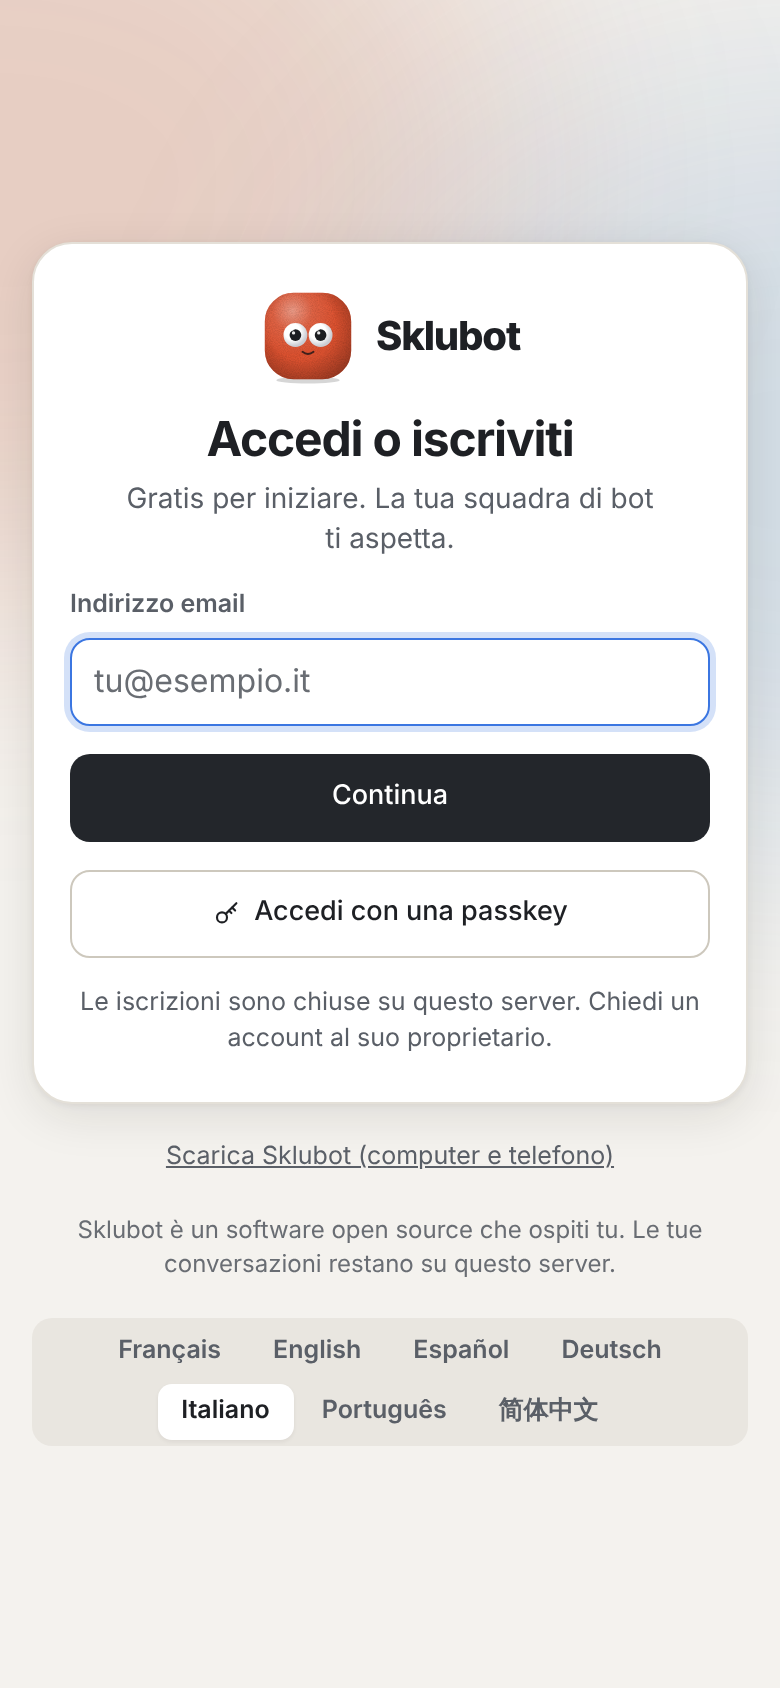 Sklubot
Accedi o iscriviti
Gratis per iniziare. La tua squadra di bot
ti aspetta.
Indirizzo email
tu@esempio.it
Continua
Accedi con una passkey
Le iscrizioni sono chiuse su questo server. Chiedi un
account al suo proprietario.
Scarica Sklubot (computer e telefono)
Sklubot è un software open source che ospiti tu. Le tue
conversazioni restano su questo server.
Français English Español Deutsch
Italiano Português 简体中文